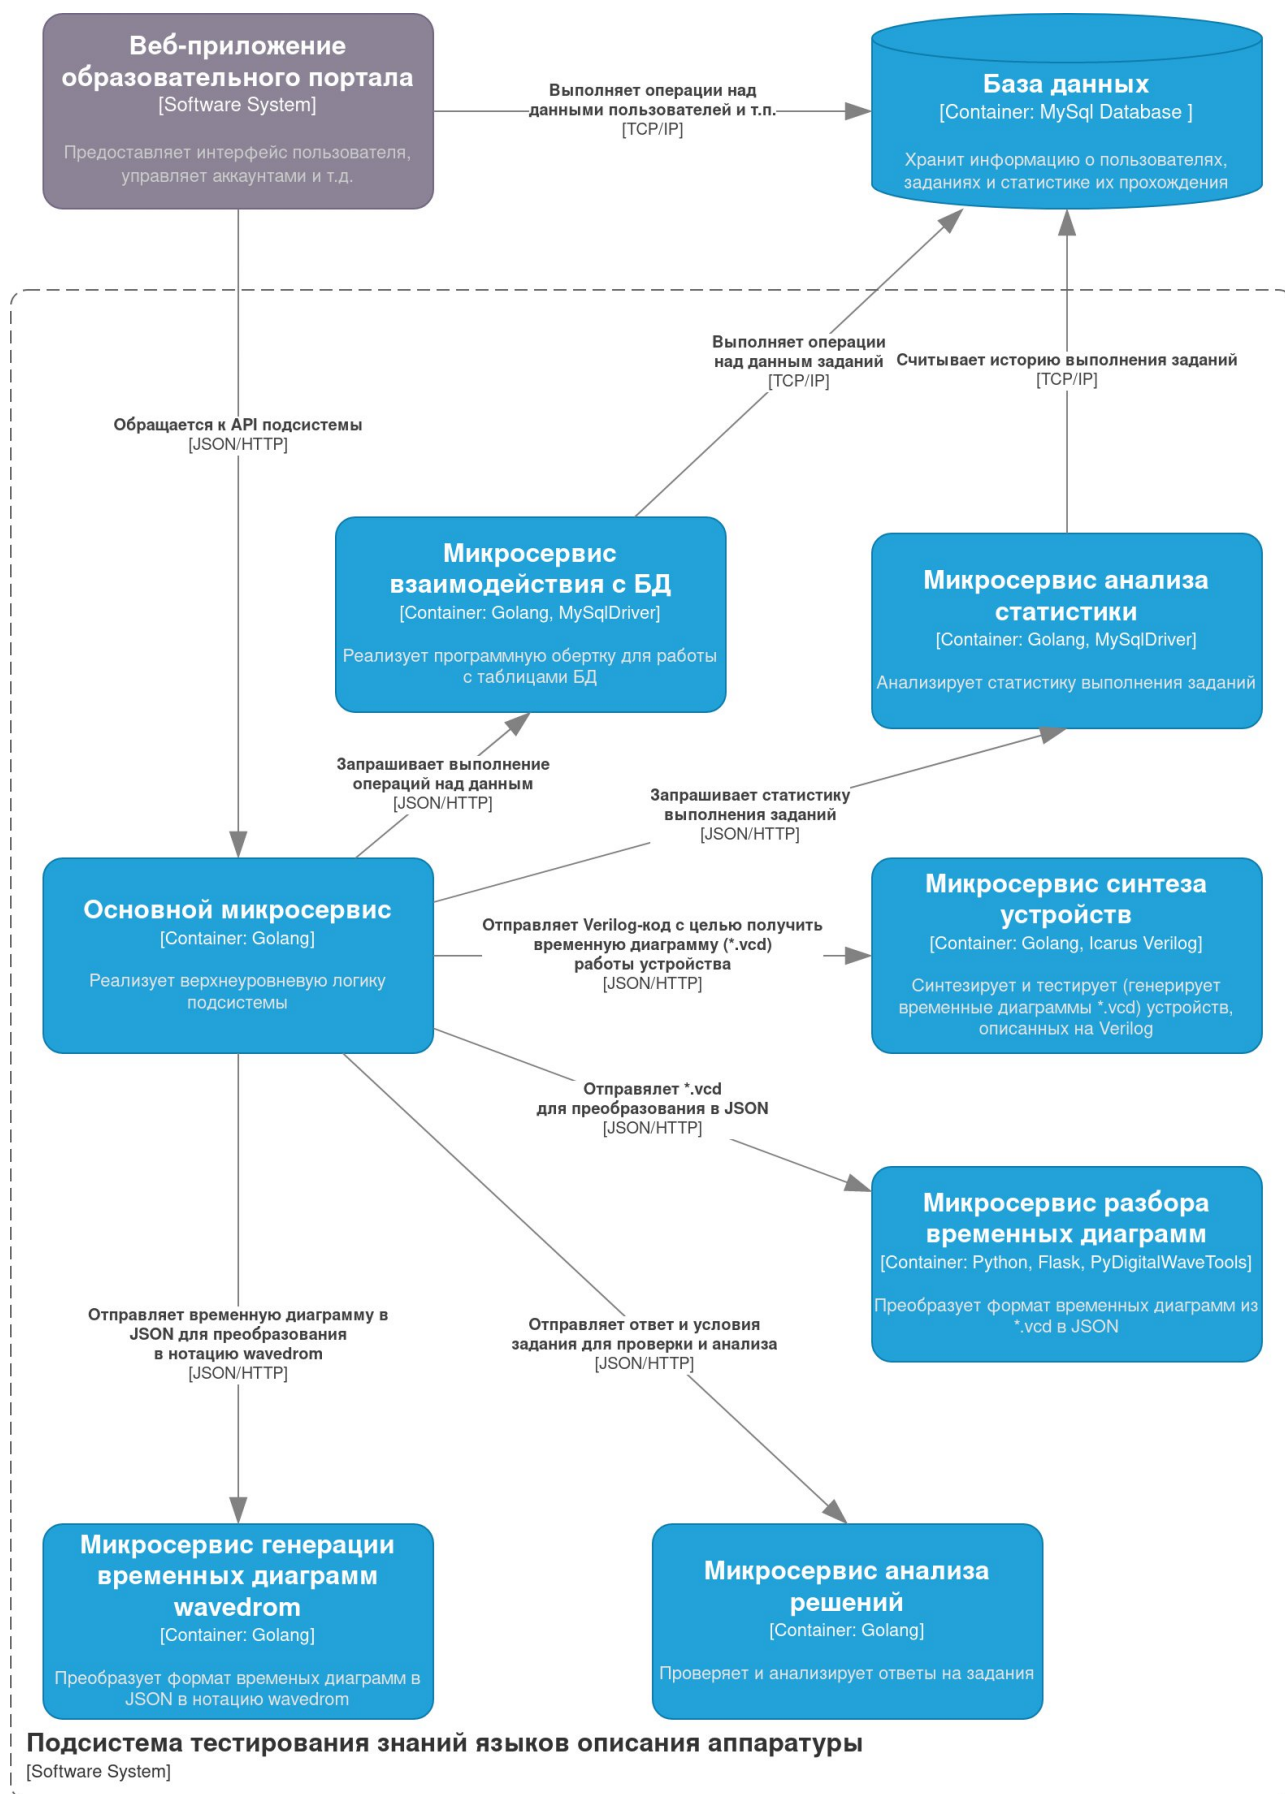 Веб-приложение
образовательного портала
[Software System]
Предоставляет интерфейс пользователя,
управляет аккаунтами и т.д.
Выполняет операции над
данными пользователей и т.п.
[TCP/IP]
База данных
[Container: MySql Database ]
Хранит информацию о пользователях,
заданиях и статистике их прохождения
Выполняет операции
над данным заданий
[TCP/IP]
Считывает историю выполнения заданий
[TCP/IP]
Обращается к API подсистемы
[JSON/HTTP]
Микросервис
взаимодействия с БД
[Container: Golang, MySqlDriver]
Реализует программную обертку для работы
с таблицами БД
Микросервис анализа
статистики
[Container: Golang, MySqlDriver]
Анализирует статистику выполнения заданий
Запрашивает выполнение
операций над данным
[JSON/HTTP]
Запрашивает статистику
выполнения заданий
[JSON/HTTP]
Основной микросервис
[Container: Golang]
Реализует верхнеуровневую логику
подсистемы
Отправляет Verilog-код с целью получить
временную диаграмму (*.vcd)
работы устройства
[JSON/HTTP]
Микросервис синтеза
устройств
[Container: Golang, Icarus Verilog]
Синтезирует и тестирует (генерирует
временные диаграммы *.vcd) устройств,
описанных на Verilog
Отправялет *.vcd
для преобразования в JSON
[JSON/HTTP]
Микросервис разбора
временных диаграмм
[Container: Python, Flask, PyDigitalWaveTools]
Преобразует формат временных диаграмм из
*.vcd в JSON
Отправляет временную диаграмму в
JSON для преобразования
в нотацию wavedrom
[JSON/HTTP]
Отправляет ответ и условия
задания для проверки и анализа
[JSON/HTTP]
Микросервис генерации
временных диаграмм
wavedrom
[Container: Golang]
Преобразует формат временых диаграмм в
JSON в нотацию wavedrom
Микросервис анализа
решений
[Container: Golang]
Проверяет и анализирует ответы на задания
Подсистема тестирования знаний языков описания аппаратуры
[Software System]